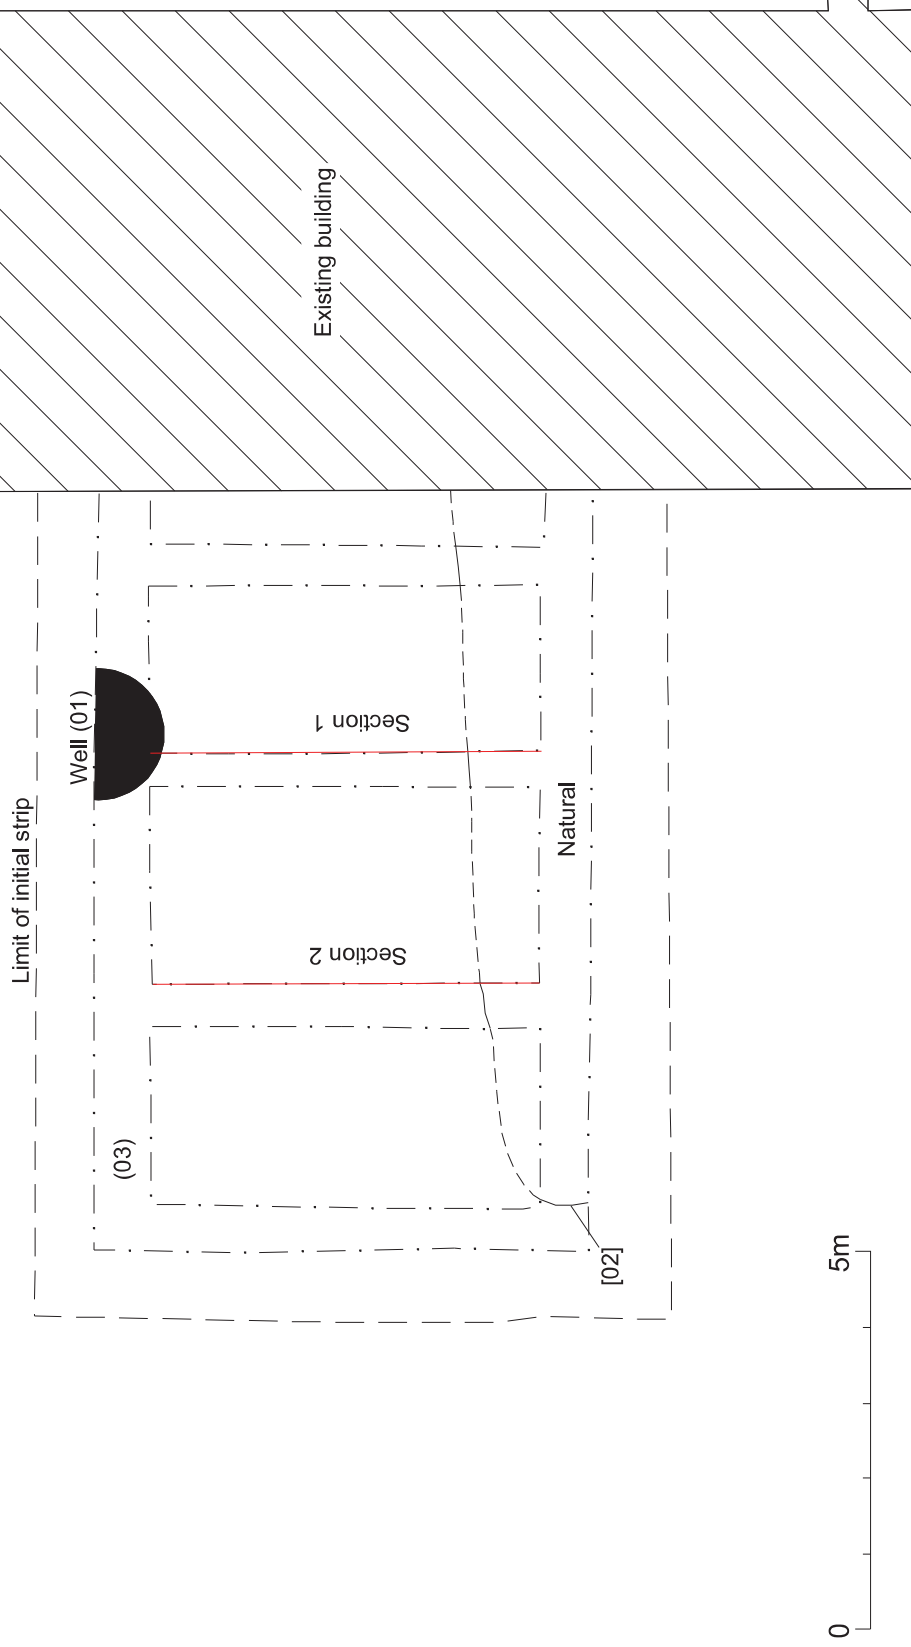 Existing building
Limit of initial strip
Well (01)
Section 1
Section 2
Natural
(03)
[02]
0
5m